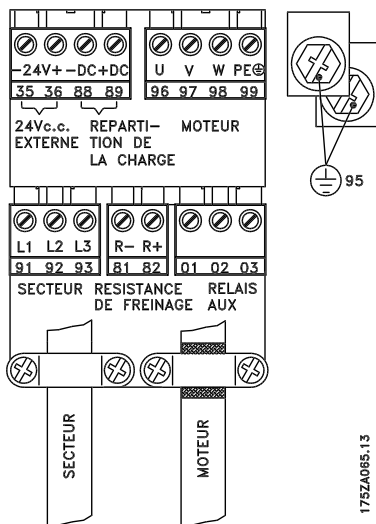 -24V+ -DC+DC
35 36 88 89
24Vc.c.
EXTERNE
REPARTI-
TION DE
LA CHARGE
U V W PE
96 97 98 99
MOTEUR
95
L1 L2 L3
91 92 93
SECTEUR
R- R+
81 82
RESISTANCE
DE FREINAGE
01 02 03
RELAIS
AUX
SECTEUR
MOTEUR
175ZA065.13